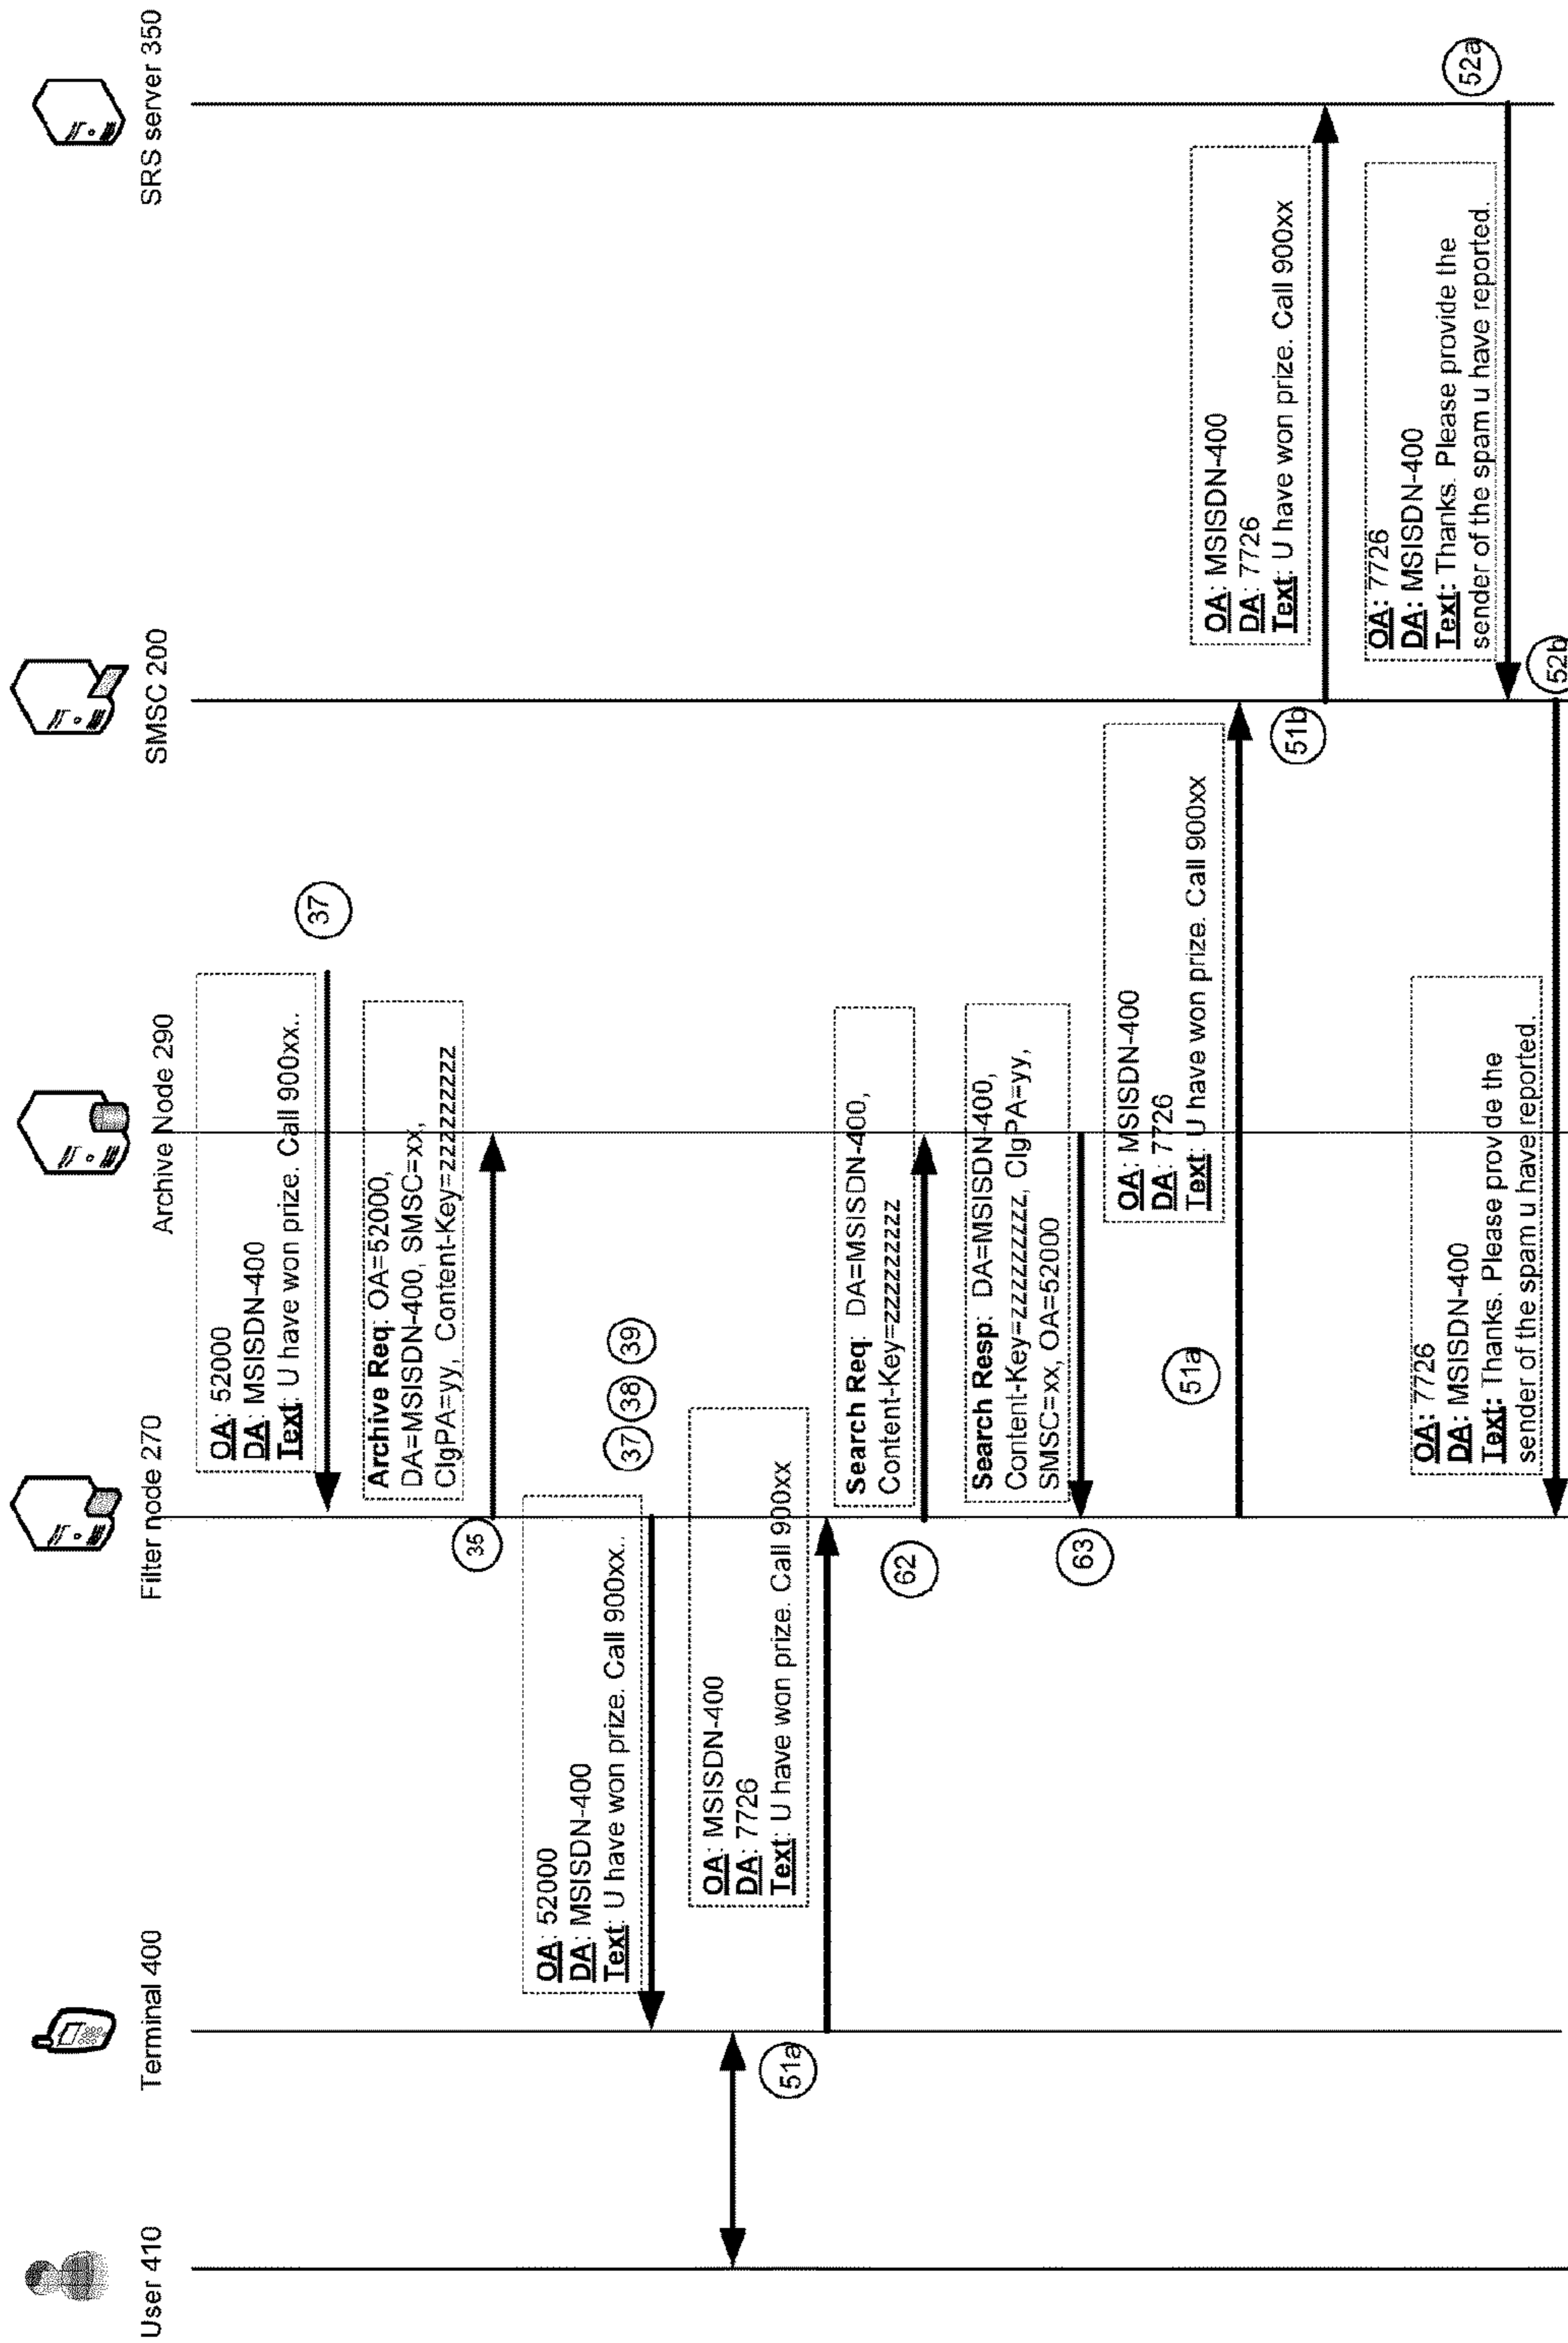 User 410
Terminal 400
Filter node 270
Archive Node 290
SMSC 200
SRS server 350
OA: 52000
DA: MSISDN-400
Text: U have won prize. Call 900xx..
37
Archive Req: OA=52000,
DA=MSISDN-400, SMSC=xx,
ClgPA=yy, Content-Key=zzzzzzzzzz
35
OA: 52000
DA: MSISDN-400
Text: U have won prize. Call 900xx..
37
38
39
OA: MSISDN-400
DA: 7726
Text: U have won prize. Call 900xx
51a
Search Req: DA=MSISDN-400,
Content-Key=zzzzzzzzzz
62
Search Resp: DA=MSISDN-400,
Content-Key=zzzzzzzzzz, ClgPA=yy,
SMSC=xx, OA=52000
63
OA: MSISDN-400
DA: 7726
Text: U have won prize. Call 900xx
51a
OA: MSISDN-400
DA: 7726
Text: U have won prize. Call 900xx
51b
OA: 7726
DA: MSISDN-400
Text: Thanks. Please provide the
sender of the spam u have reported.
52a
OA: 7726
DA: MSISDN-400
Text: Thanks. Please prov de the
sender of the spam u have reported.
52b